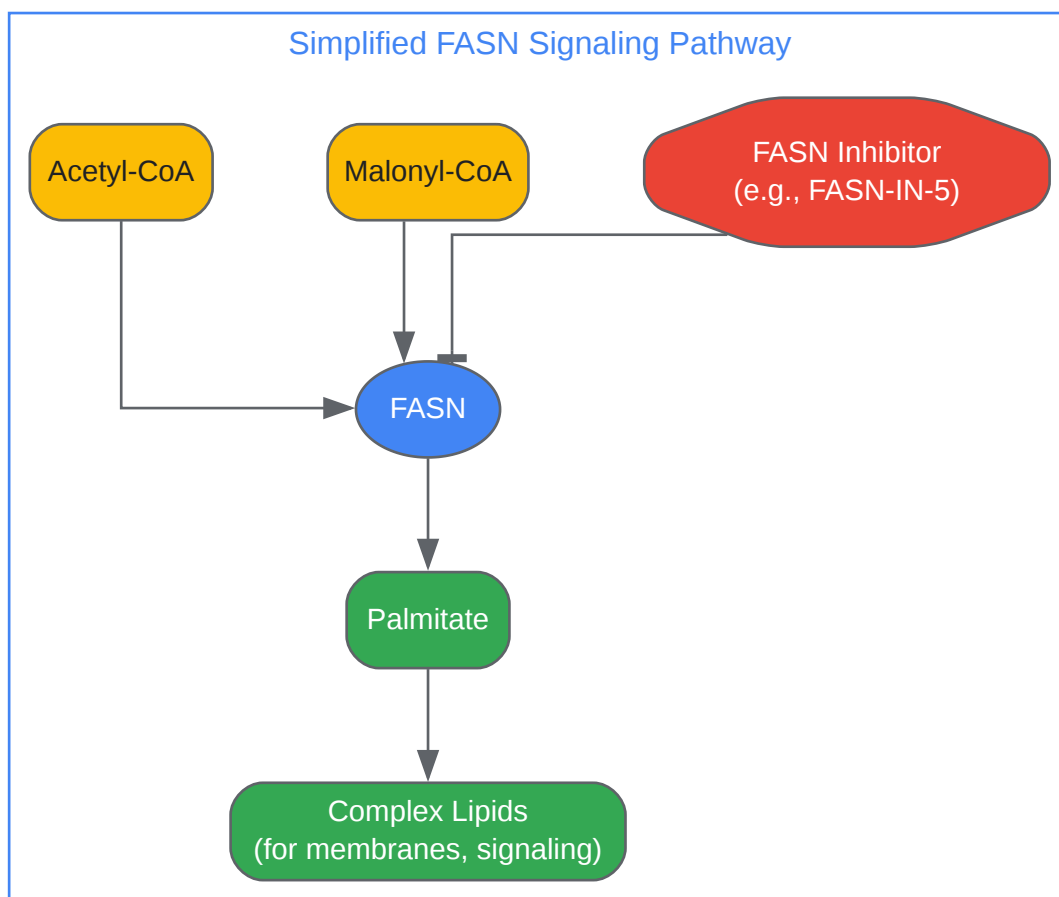 Simplified FASN Signaling Pathway
Acetyl-CoA
Malonyl-CoA
FASN Inhibitor
(e.g., FASN-IN-5)
FASN
Palmitate
Complex Lipids
(for membranes, signaling)